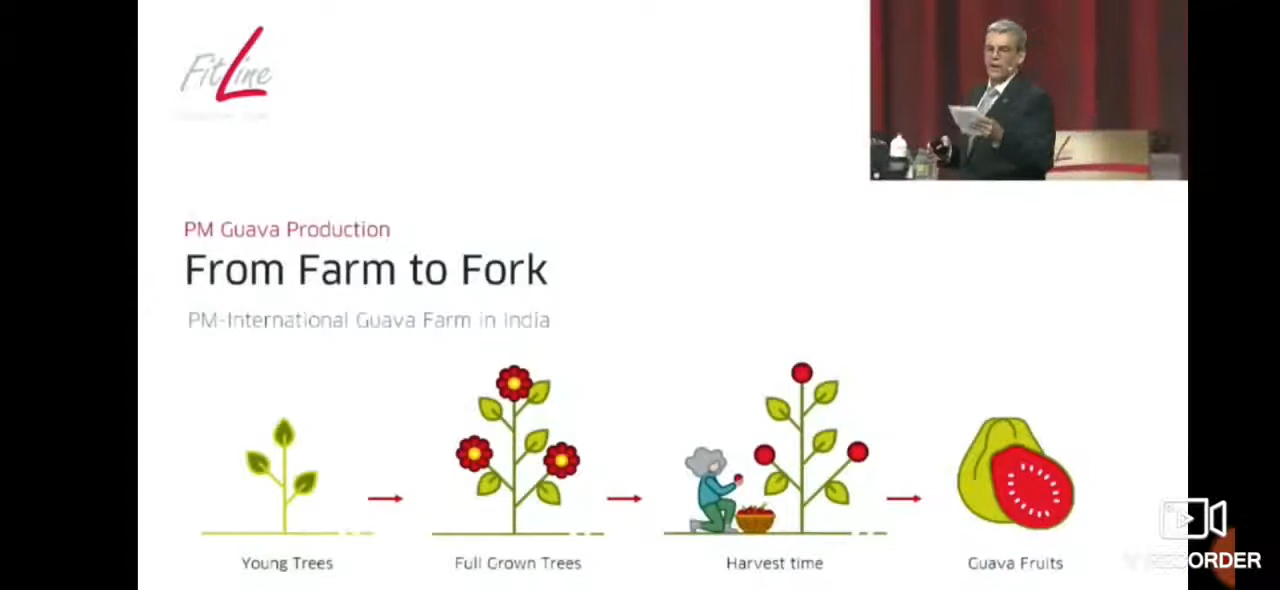 FitLine
PM Guava Production
From Farm to Fork
PM-International Guava Farm in India
Young Trees
Full Grown Trees
Harvest time
Guava Fruits
RECORDER